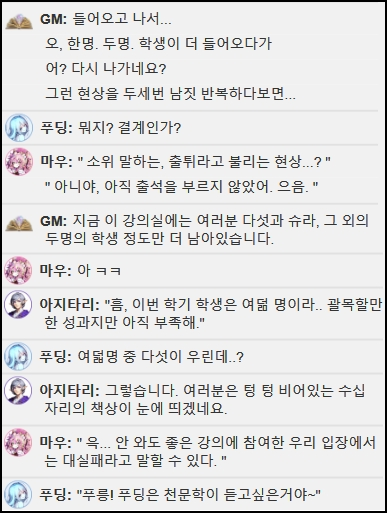 GM: 들어오고 나서...
오, 한명. 두명. 학생이 더 들어오다가
어? 다시 나가네요?
그런 현상을 두세번 남짓 반복하다보면...
푸딩: 뭐지? 결계인가?
마우: " 소위 말하는, 출튀라고 불리는 현상...? "
" 아니야, 아직 출석을 부르지 않았어. 으음. "
GM: 지금 이 강의실에는 여러분 다섯과 슈라, 그 외의
두명의 학생 정도만 더 남아있습니다.
마우: 아 ㅋㅋ
아지타리: "흠, 이번 학기 학생은 여덟 명이라.. 괄목할만
한 성과지만 아직 부족해."
푸딩: 여덟명 중 다섯이 우린데..?
아지타리: 그렇습니다. 여러분은 텅 텅 비어있는 수십
자리의 책상이 눈에 띄겠네요.
마우: " 윽... 안 와도 좋은 강의에 참여한 우리 입장에서
는 대실패라고 말할 수 있다. "
푸딩: "푸릉! 푸딩은 천문학이 듣고싶은거야~"